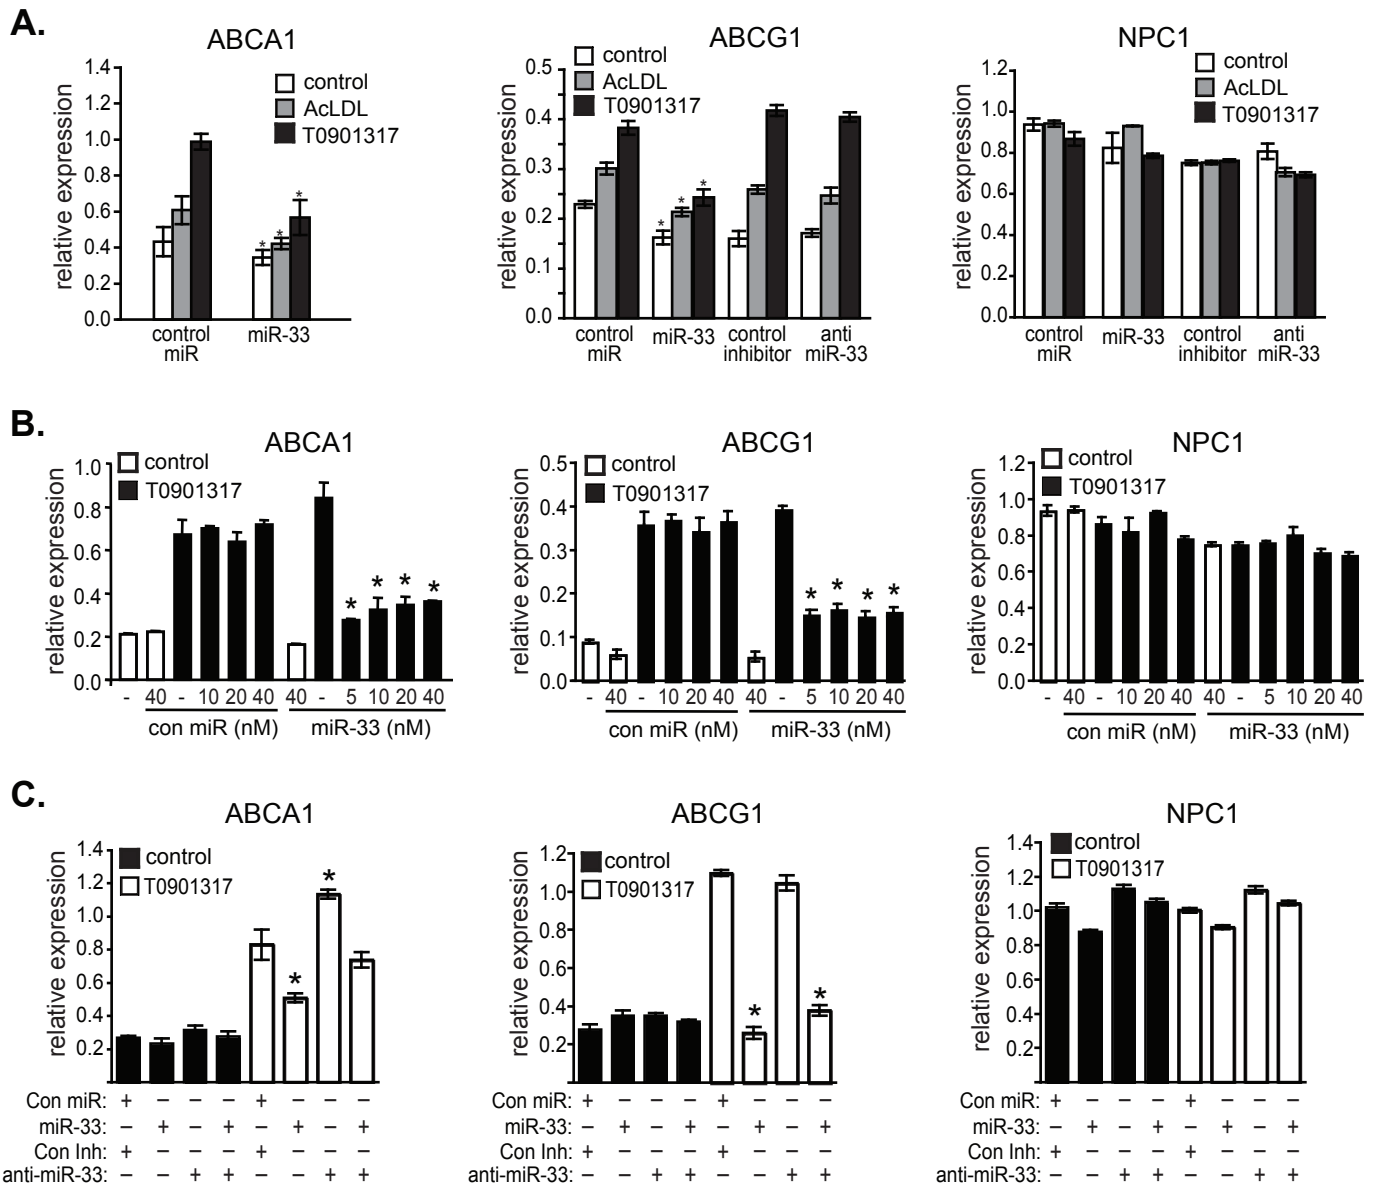 A.
ABCA1
relative expression
1.4
1.2
1.0
0.8
0.6
0.4
0.2
0.0
control
AcLDL
T0901317
* * *
control miR
miR-33
ABCG1
relative expression
0.5
0.4
0.3
0.2
0.1
0.0
control
AcLDL
T0901317
* * *
control miR
miR-33
control inhibitor
anti miR-33
NPC1
relative expression
1.2
1.0
0.8
0.6
0.4
0.2
0.0
control
AcLDL
T0901317
control miR
miR-33
control inhibitor
anti miR-33
B.
ABCA1
relative expression
1.0
0.8
0.6
0.4
0.2
0.0
control
T0901317
* * * *
- 40 - 10 20 40 40 - 5 10 20 40
con miR (nM) miR-33 (nM)
ABCG1
relative expression
0.5
0.4
0.3
0.2
0.1
0.0
control
T0901317
* * * *
- 40 - 10 20 40 40 - 5 10 20 40
con miR (nM) miR-33 (nM)
NPC1
relative expression
1.2
1.0
0.8
0.6
0.4
0.2
0.0
control
T0901317
- 40 - 10 20 40 40 - 5 10 20 40
con miR (nM) miR-33 (nM)
C.
ABCA1
relative expression
1.4
1.2
1.0
0.8
0.6
0.4
0.2
control
T0901317
* *
Con miR: + – – – + – – –
miR-33: – + – + – + – +
Con Inh: + – – – + – – –
anti-miR-33: – – + + – – + +
ABCG1
relative expression
1.2
1.0
0.8
0.6
0.4
0.2
control
T0901317
* *
Con miR: + – – – + – – –
miR-33: – + – + – + – +
Con Inh: + – – – + – – –
anti-miR-33: – – + + – – + +
NPC1
relative expression
1.4
1.2
1.0
0.8
0.6
0.4
0.2
control
T0901317
Con miR: + – – – + – – –
miR-33: – + – + – + – +
Con Inh: + – – – + – – –
anti-miR-33: – – + + – – + +